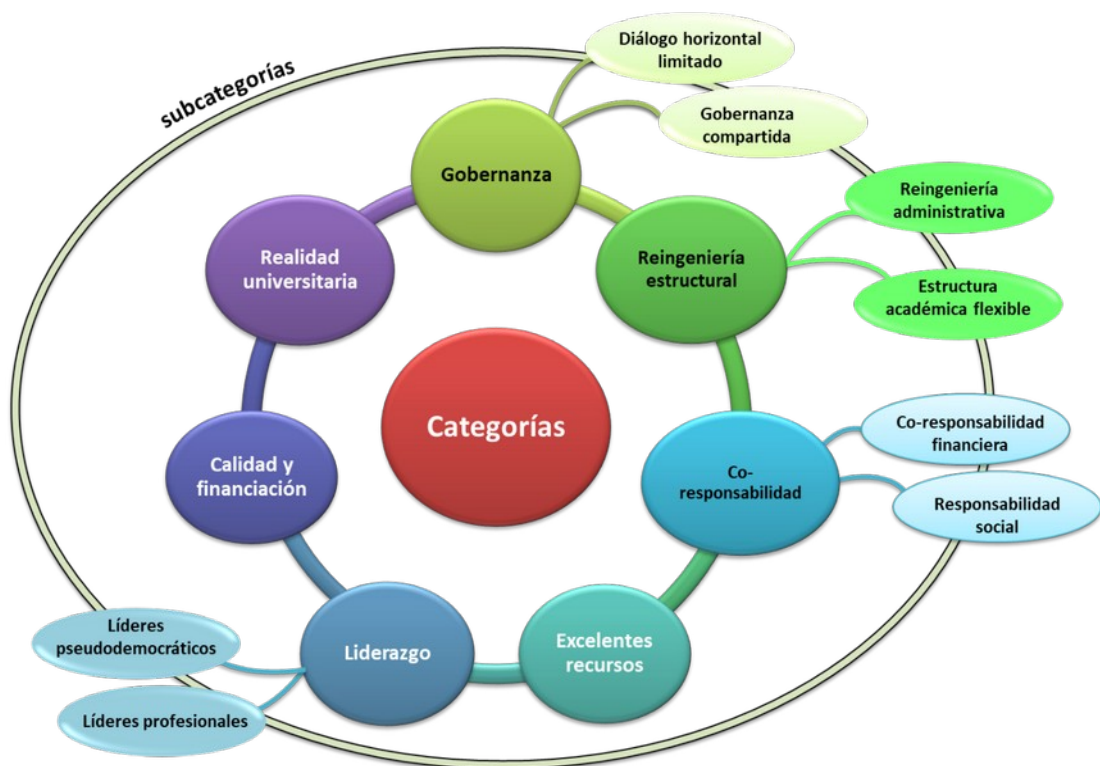 subcategorías
Diálogo horizontal
limitado
Gobernanza
compartida
Gobernanza
Reingeniería
administrativa
Reingeniería
estructural
Estructura
académica flexible
Realidad
universitaria
Categorías
Co-responsabilidad
financiera
Co-
responsabilidad
Responsabilidad
social
Calidad y
financiación
Líderes
pseudodemocráticos
Líderes profesionales
Liderazgo
Excelentes
recursos